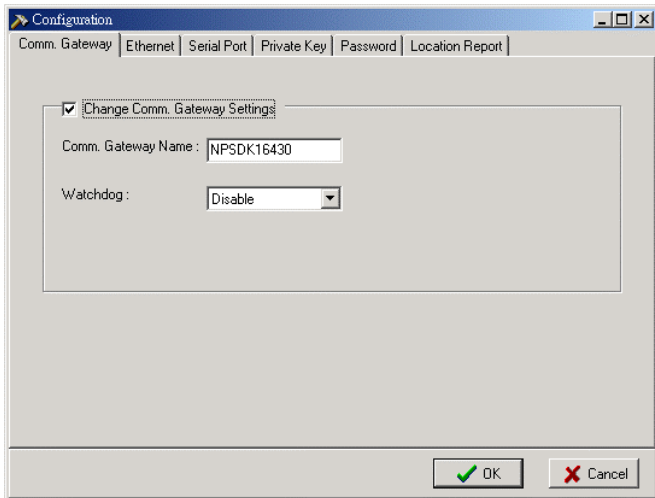 Configuration
Comm. Gateway Ethernet Serial Port Private Key Password Location Report
Change Comm. Gateway Settings
Comm. Gateway Name : NPSDK16430
Watchdog : Disable
OK Cancel